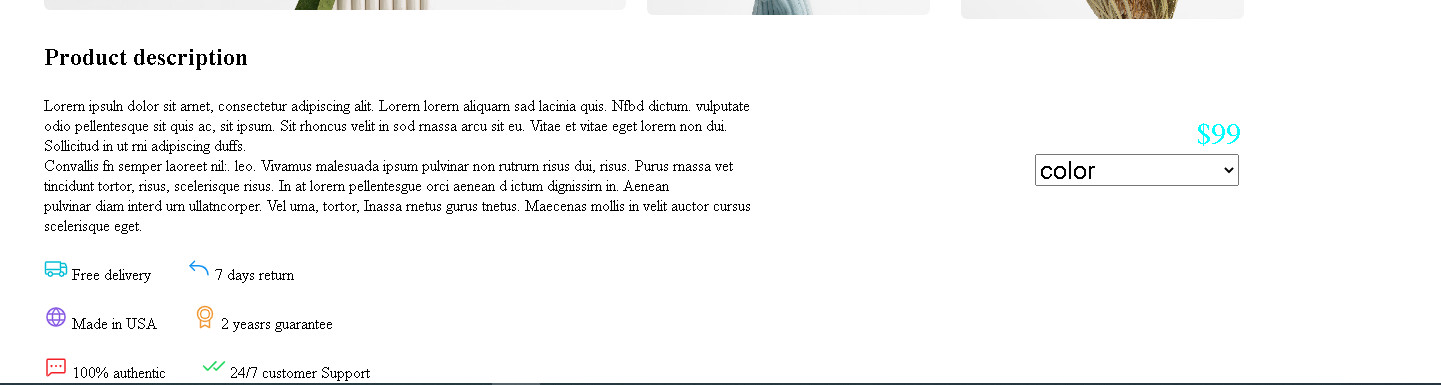 Product description
Lorem ipsuln dolor sit arnet, consectetur adipiscing alit. Lorern lorern aliquarn sad lacinia quis. Nfbd dictum. vulputate
odio pellentesque sit quis ac, sit ipsum. Sit rhoncus velit in sod rnassa arcu sit eu. Vitae et vitae eget lorern non dui.
Sollicitud in ut rni adipiscing duffs.
Convallis fn semper laoreet nil:. leo. Vivamus malesuada ipsum pulvinar non rutrurn risus dui, risus. Purus rnassa vet
tincidunt tortor, risus, scelerisque risus. In at lorern pellentesgue orci aenean d ictum dignissirn in. Aenean
pulvinar diam interd urn ullatncorper. Vel uma, tortor, Inassa rnetus gurus tnetus. Maecenas mollis in velit auctor cursus
scelerisque eget.
$99
color
Free delivery 7 days return
Made in USA 2 yeasrs guarantee
100% authentic 24/7 customer Support